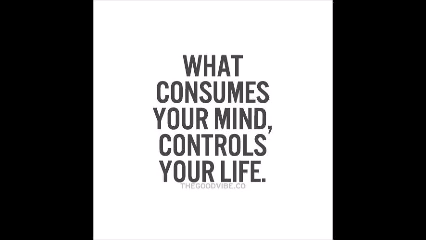 WHAT
CONSUMES
YOUR MIND,
CONTROLS
YOUR LIFE.
THEGOODVIBE.CO